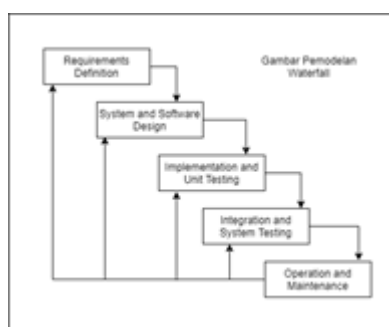 Requirements
Definition
Gambar Pemodelan
Waterfall
System and Software
Design
Implementation and
Unit Testing
Integration and
System Testing
Operation and
Maintenance